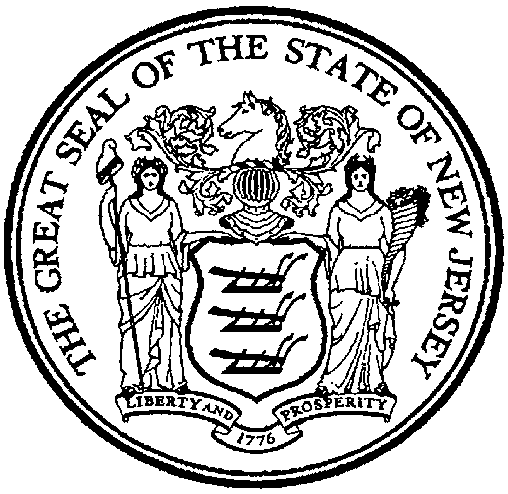 THE GREAT SEAL OF THE STATE OF NEW JERSEY
LIBERTY AND PROSPERITY
1776